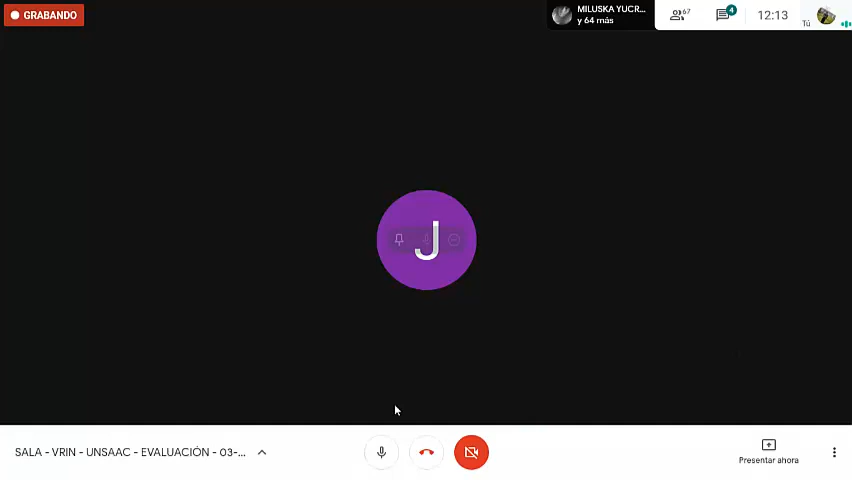 GRABANDO
MILUSKA YUCR...
y 64 más
67
4
12:13
Tú
J
SALA - VRIN - UNSAAC - EVALUACIÓN - 03-...
Presentar ahora